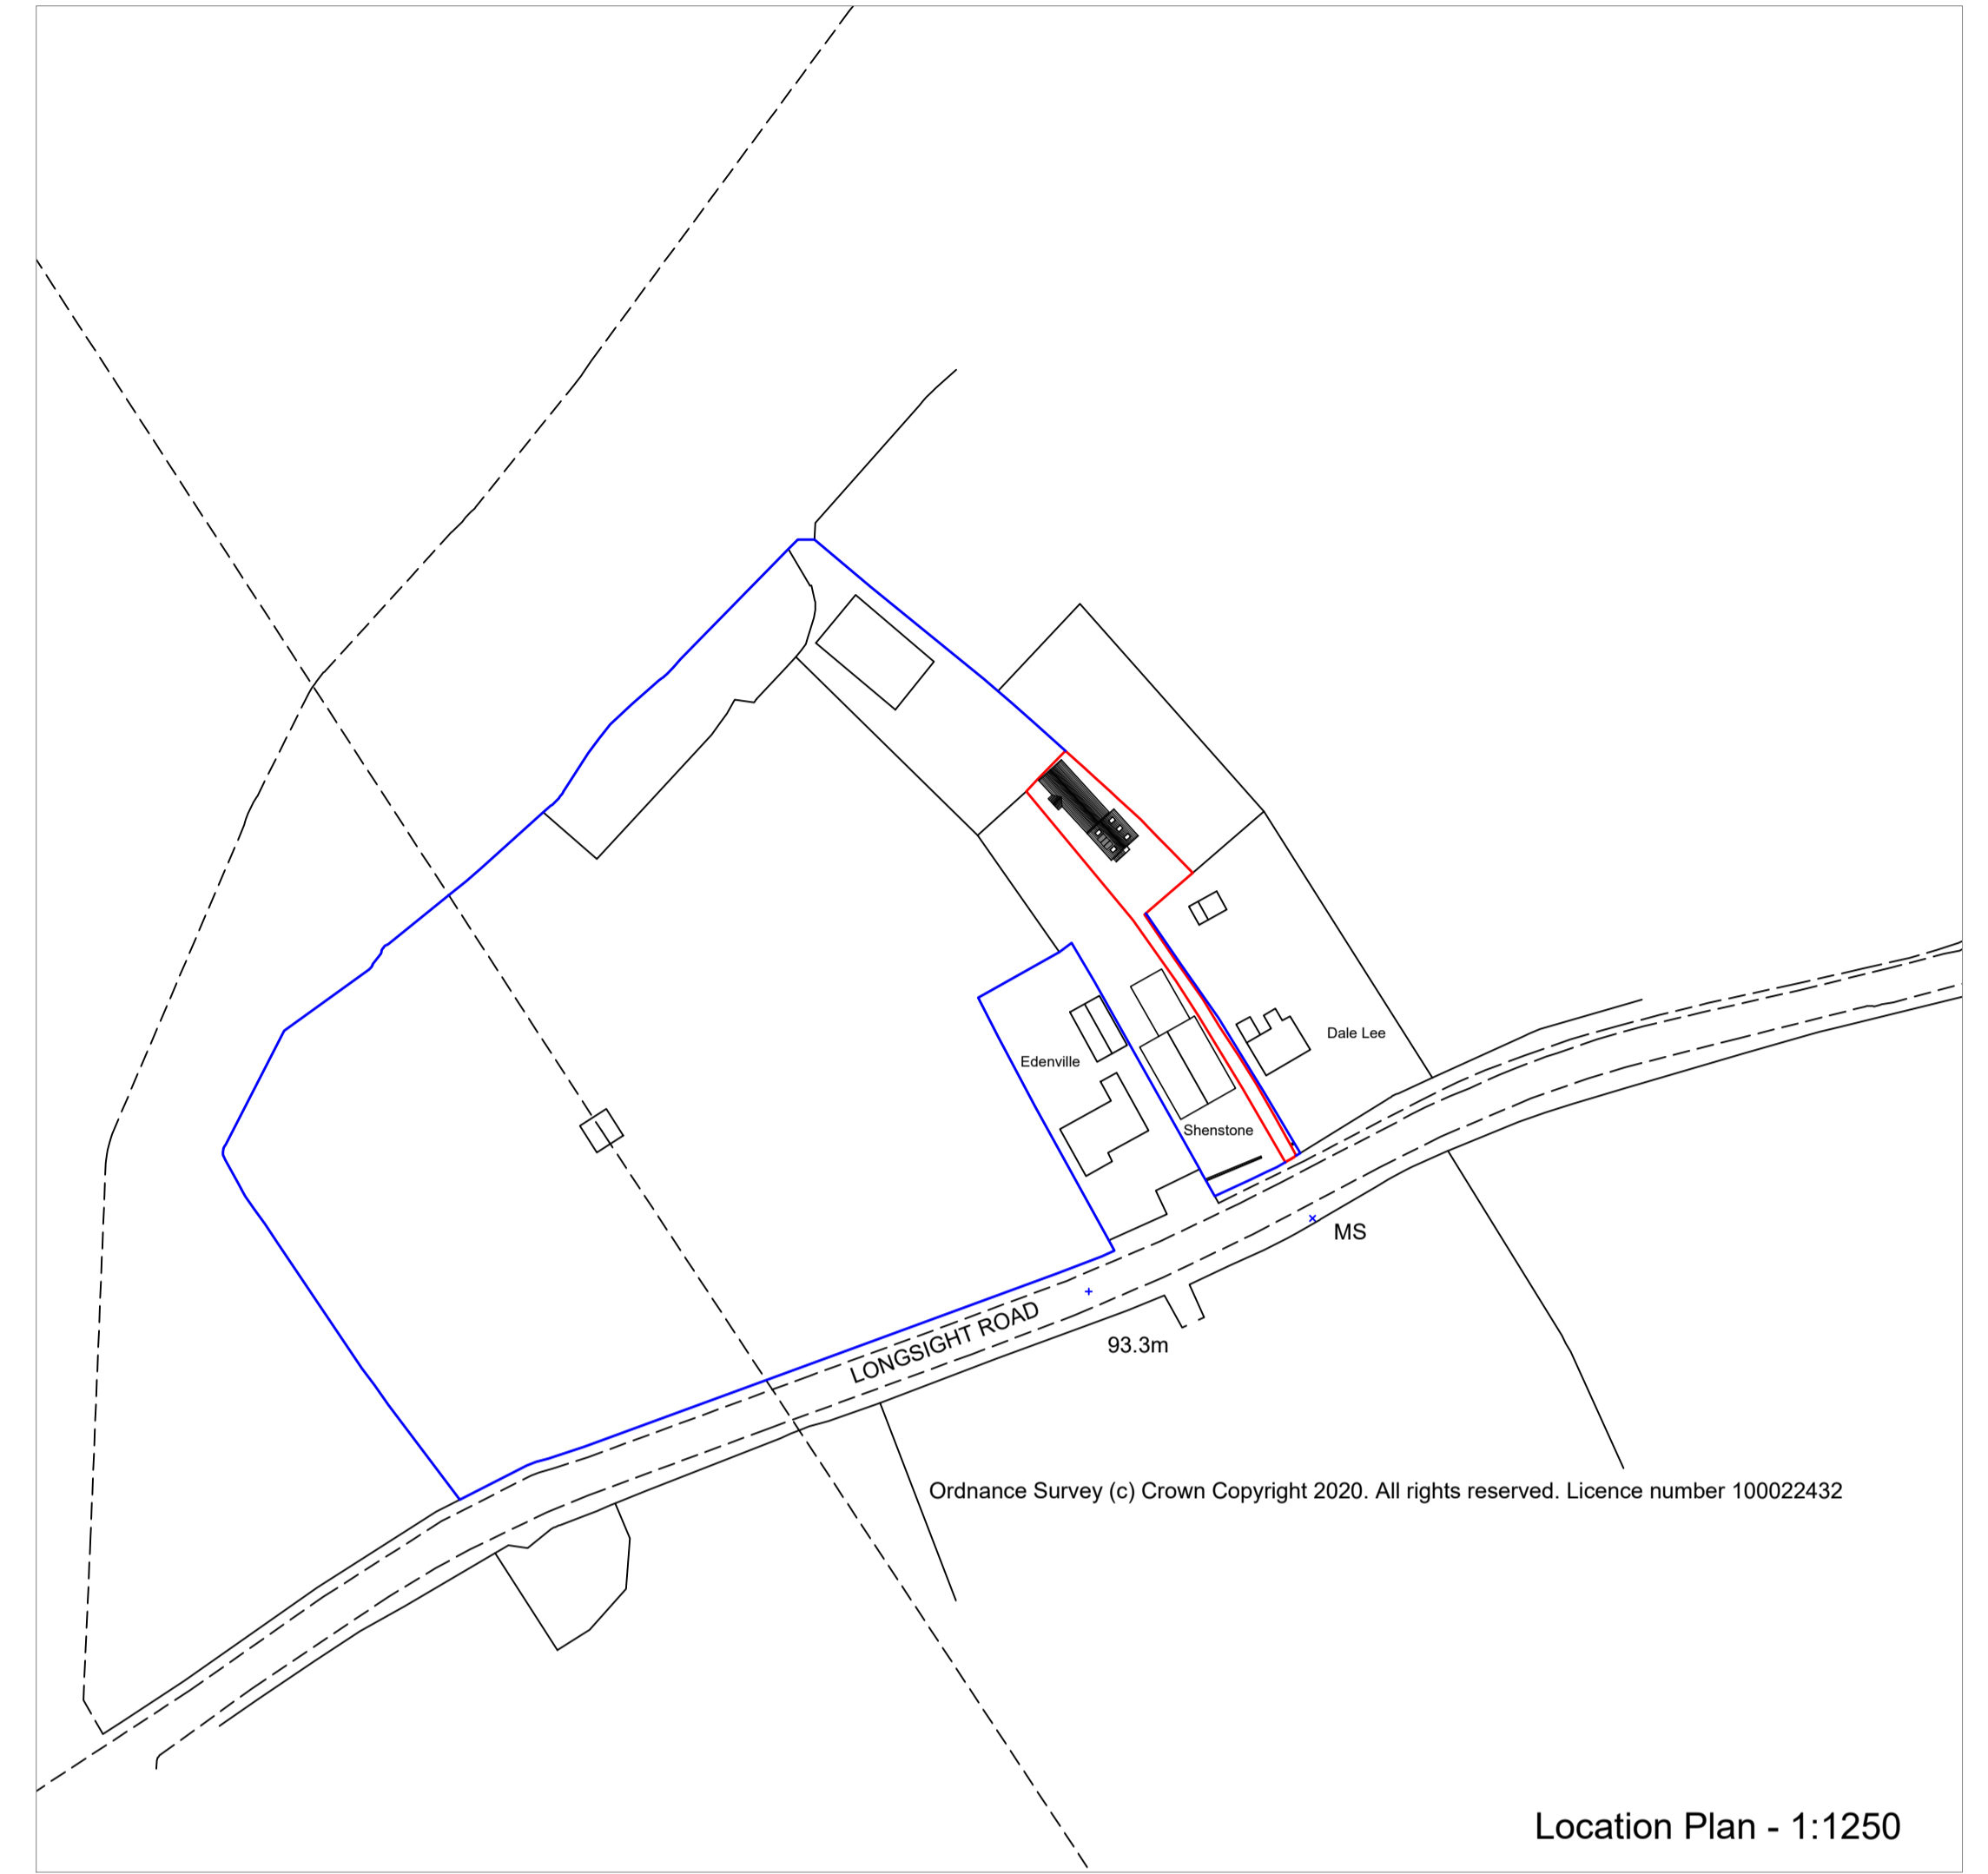 Dale Lee
Edenville
Shenstone
MS
LONGSIGHT ROAD
93.3m
Ordnance Survey (c) Crown Copyright 2020. All rights reserved. Licence number 100022432
Location Plan - 1:1250